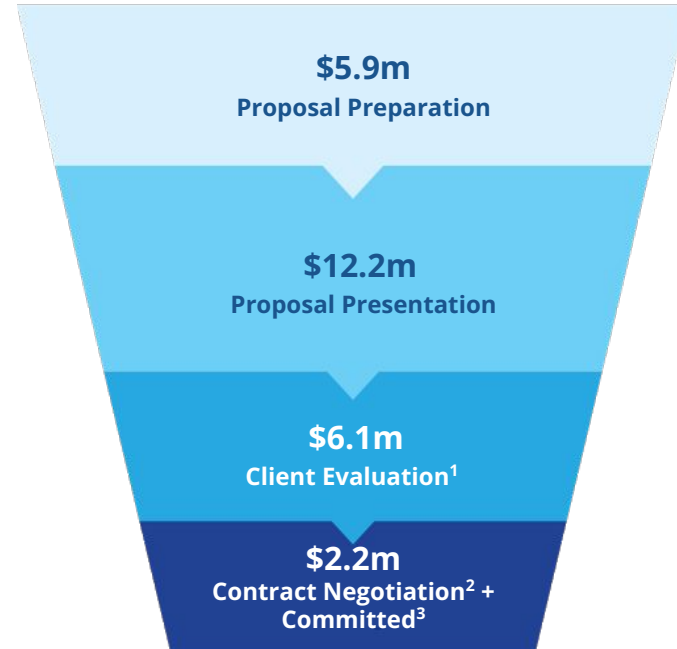 $5.9m
Proposal Preparation
$12.2m
Proposal Presentation
$6.1m
Client Evaluation¹
$2.2m
Contract Negotiation² +
Committed³